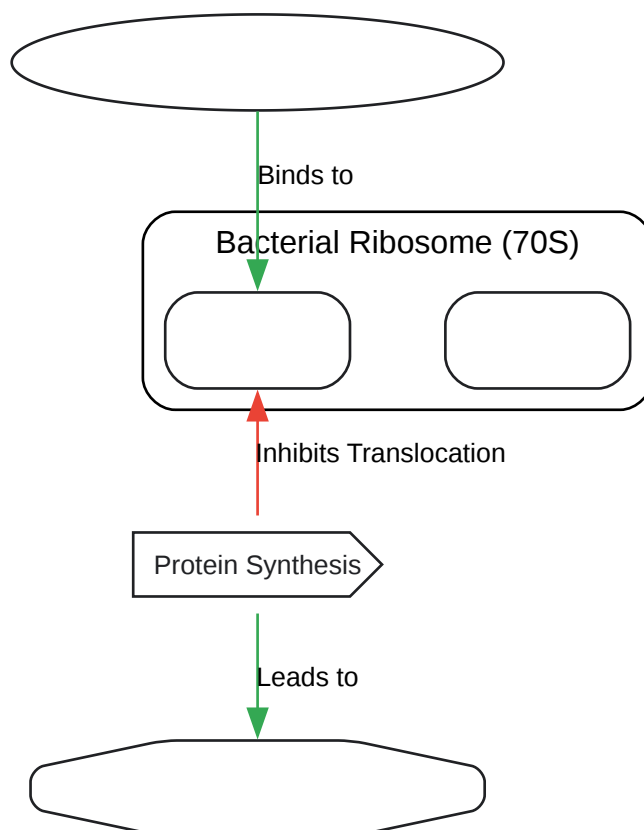 Binds to
Bacterial Ribosome (70S)
Inhibits Translocation
Protein Synthesis
Leads to